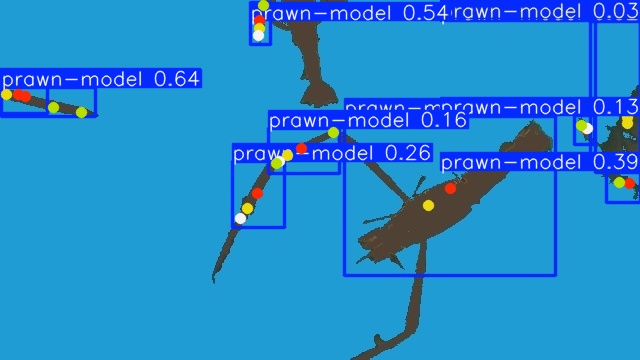 prawn-model 0.54
rawn-model 0.03
prawn-model 0.64
prawn-model 0.13
prawn-model 0.16
prawn-model 0.26
prawn-model 0.39